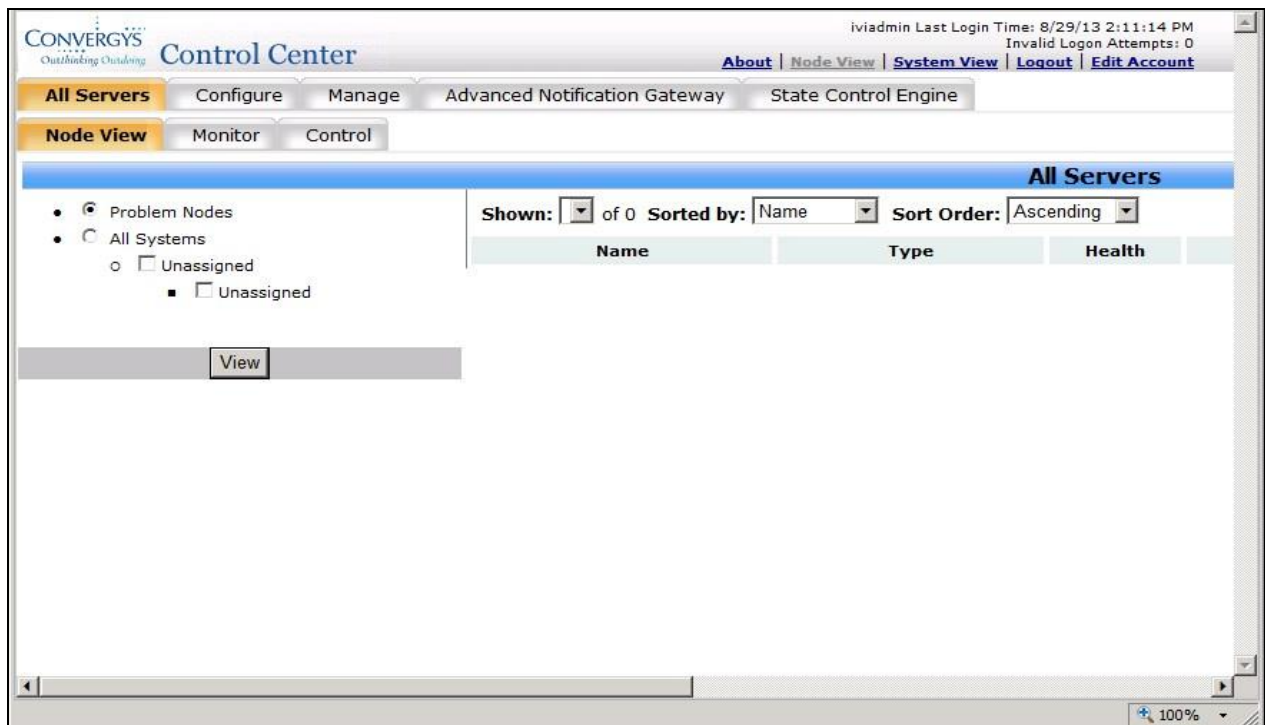 CONVERGYS
Outthinking Outdoing
Control Center
iviadmin Last Login Time: 8/29/13 2:11:14 PM
Invalid Logon Attempts: 0
About | Node View | System View | Logout | Edit Account
All Servers Configure Manage Advanced Notification Gateway State Control Engine
Node View Monitor Control
All Servers
Problem Nodes
All Systems
Unassigned
Unassigned
View
Shown: of 0 Sorted by: Name Sort Order: Ascending
Name Type Health
100%